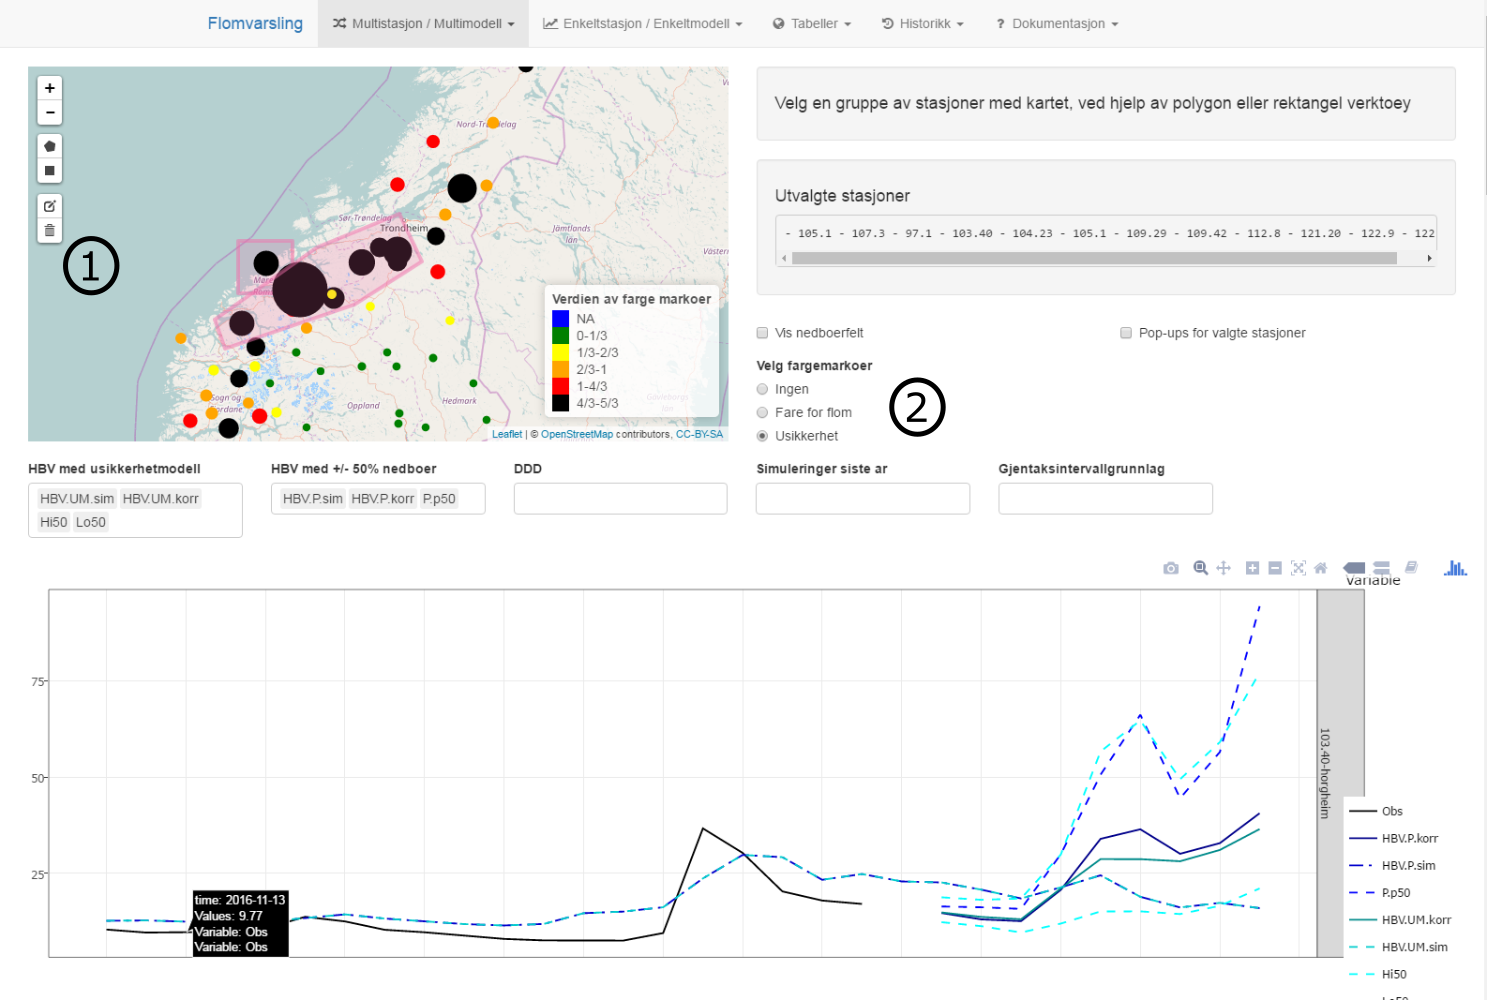 Flomvarsling
Multistasjon / Multimodell
Enkeltstasjon / Enkeltmodell
Tabeller
Historikk
? Dokumentasjon
+
−
Nord-Trøndelag
Sør-Trøndelag
Trondheim
Jämtlands
län
Oppland
Hedmark
Sogn og
Fjordane
1
Verdien av farge markoer
NA
0-1/3
1/3-2/3
2/3-1
1-4/3
4/3-5/3
Leaflet | © OpenStreetMap contributors, CC-BY-SA
Velg en gruppe av stasjoner med kartet, ved hjelp av polygon eller rektangel verktoey
Utvalgte stasjoner
- 105.1 - 107.3 - 97.1 - 103.40 - 104.23 - 105.1 - 109.29 - 109.42 - 112.8 - 121.20 - 122.9 - 122
Vis nedboerfelt
Pop-ups for valgte stasjoner
Velg fargemarkoer
Ingen
Fare for flom
Usikkerhet
2
HBV med usikkerhetmodell
HBV.UM.sim HBV.UM.korr
Hi50 Lo50
HBV med +/- 50% nedboer
HBV.P.sim HBV.P.korr P.p50
DDD
Simuleringer siste ar
Gjentaksintervallgrunnlag
75
50
25
time: 2016-11-13
Values: 9.77
Variable: Obs
Variable: Obs
103.40-horgheim
Variable
Obs
HBV.P.korr
HBV.P.sim
P.p50
HBV.UM.korr
HBV.UM.sim
Hi50
Lo50